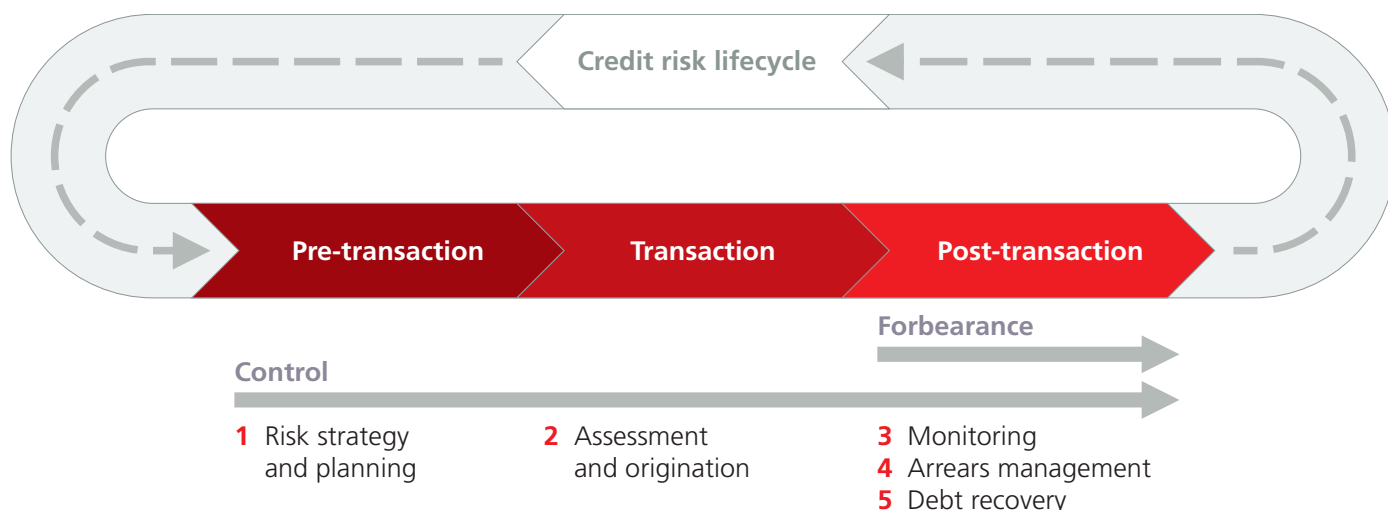 Credit risk lifecycle
Pre-transaction
Transaction
Post-transaction
Forbearance
Control
1 Risk strategy
and planning
2 Assessment
and origination
3 Monitoring
4 Arrears management
5 Debt recovery